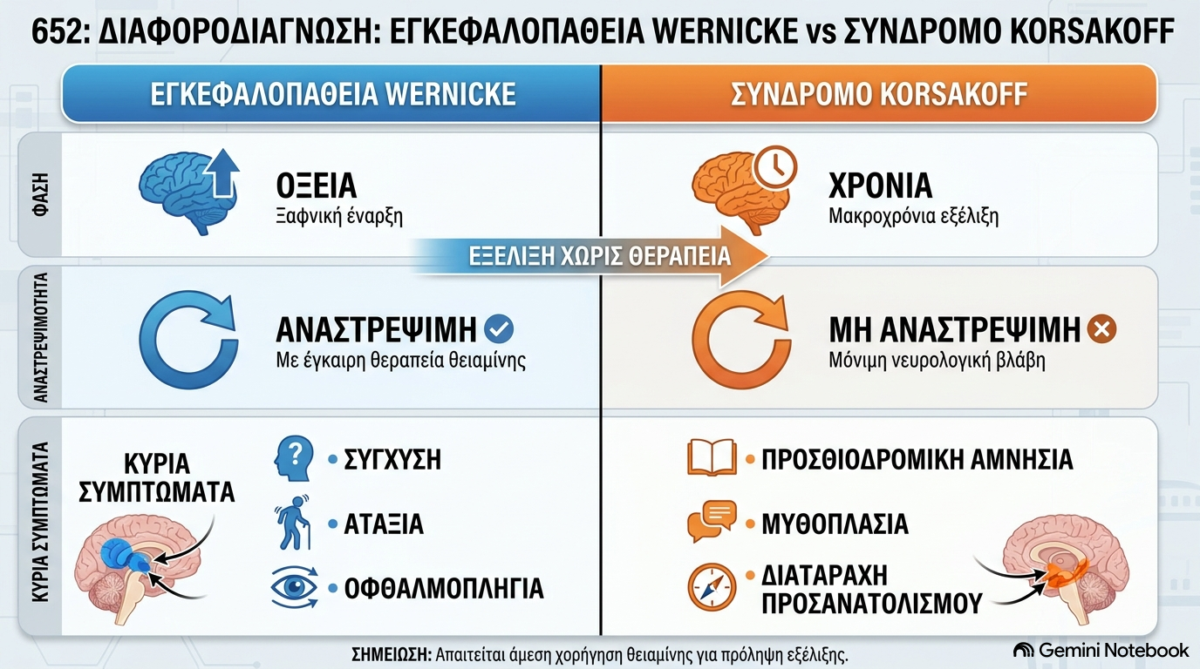 652: ΔΙΑΦΟΡΟΔΙΑΓΝΩΣΗ: ΕΓΚΕΦΑΛΟΠΑΘΕΙΑ WERNICKE vs ΣΥΝΔΡΟΜΟ KORSAKOFF
ΕΓΚΕΦΑΛΟΠΑΘΕΙΑ WERNICKE
ΣΥΝΔΡΟΜΟ KORSAKOFF
ΦΑΣΗ
ΟΞΕΙΑ
Ξαφνική έναρξη
ΧΡΟΝΙΑ
Μακροχρόνια εξέλιξη
ΕΞΕΛΙΞΗ ΧΩΡΙΣ ΘΕΡΑΠΕΙΑ
ΑΝΑΣΤΡΕΨΙΜΟΤΗΤΑ
ΑΝΑΣΤΡΕΨΙΜΗ
Με έγκαιρη θεραπεία θειαμίνης
ΜΗ ΑΝΑΣΤΡΕΨΙΜΗ
Μόνιμη νευρολογική βλάβη
ΚΥΡΙΑ ΣΥΜΠΤΩΜΑΤΑ
ΚΥΡΙΑ
ΣΥΜΠΤΩΜΑΤΑ
?
• ΣΥΓΧΥΣΗ
• ΑΤΑΞΙΑ
• ΟΦΘΑΛΜΟΠΛΗΓΙΑ
• ΠΡΟΣΘΙΟΔΡΟΜΙΚΗ ΑΜΝΗΣΙΑ
• ΜΥΘΟΠΛΑΣΙΑ
• ΔΙΑΤΑΡΑΧΗ
ΠΡΟΣΑΝΑΤΟΛΙΣΜΟΥ
ΣΗΜΕΙΩΣΗ: Απαιτείται άμεση χορήγηση θειαμίνης για πρόληψη εξέλιξης.
Gemini Notebook